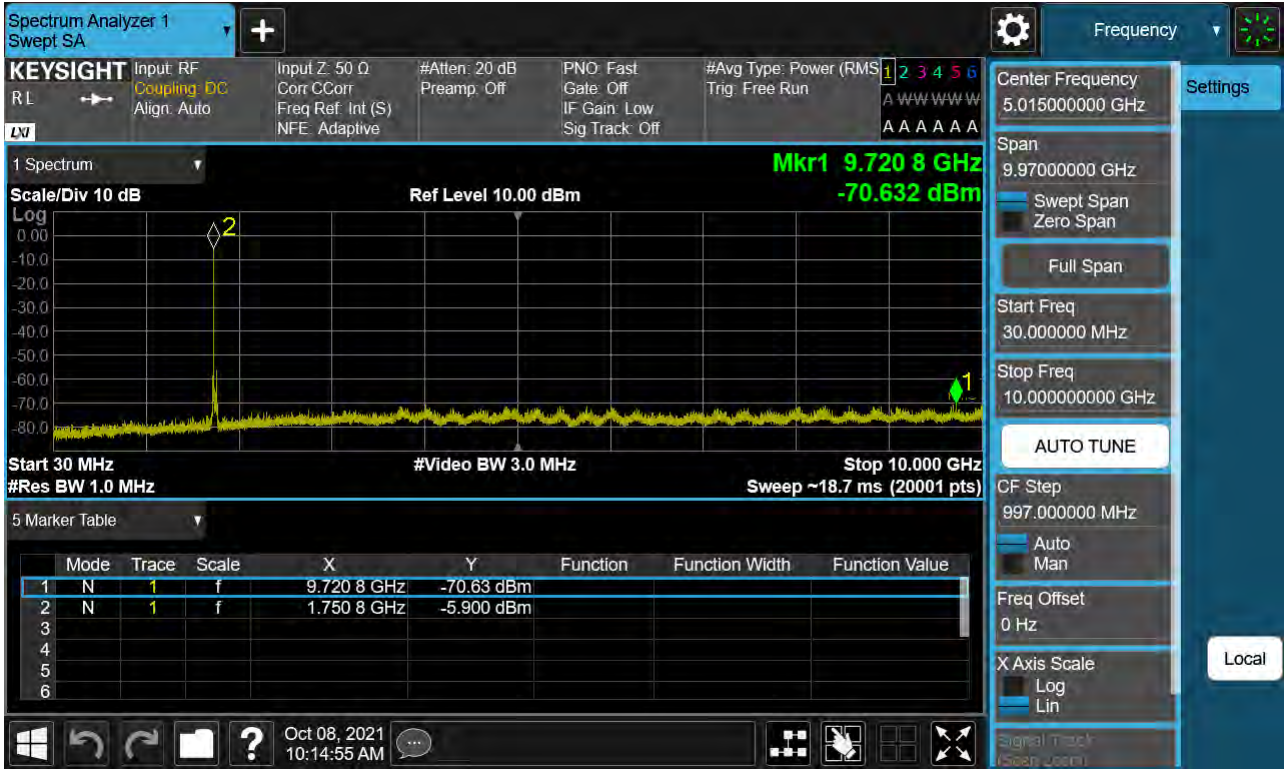 Spectrum Analyzer 1
Swept SA
Frequency
KEYSIGHT
RL
LXI
Input: RF
Coupling: DC
Align: Auto
Input Z: 50 Ω
Corr CCorr
Freq Ref: Int (S)
NFE: Adaptive
#Atten: 20 dB
Preamp: Off
PNO: Fast
Gate: Off
IF Gain: Low
Sig Track: Off
#Avg Type: Power (RMS
Trig: Free Run
1 2 3 4 5 6
A W W W W W
A A A A A A
1 Spectrum
Scale/Div 10 dB
Ref Level 10.00 dBm
Mkr1 9.720 8 GHz
-70.632 dBm
Log
0.00
-10.0
-20.0
-30.0
-40.0
-50.0
-60.0
-70.0
-80.0
2
1
Start 30 MHz
#Video BW 3.0 MHz
Stop 10.000 GHz
#Res BW 1.0 MHz
Sweep ~18.7 ms (20001 pts)
5 Marker Table
Mode Trace Scale X Y Function Function Width Function Value
1 N 1 f 9.720 8 GHz -70.63 dBm
2 N 1 f 1.750 8 GHz -5.900 dBm
3
4
5
6
Oct 08, 2021
10:14:55 AM
Center Frequency
5.015000000 GHz
Settings
Span
9.97000000 GHz
Swept Span
Zero Span
Full Span
Start Freq
30.000000 MHz
Stop Freq
10.000000000 GHz
AUTO TUNE
CF Step
997.000000 MHz
Auto
Man
Freq Offset
0 Hz
X Axis Scale
Log
Lin
Local
Signal Track
(Span Zoom)